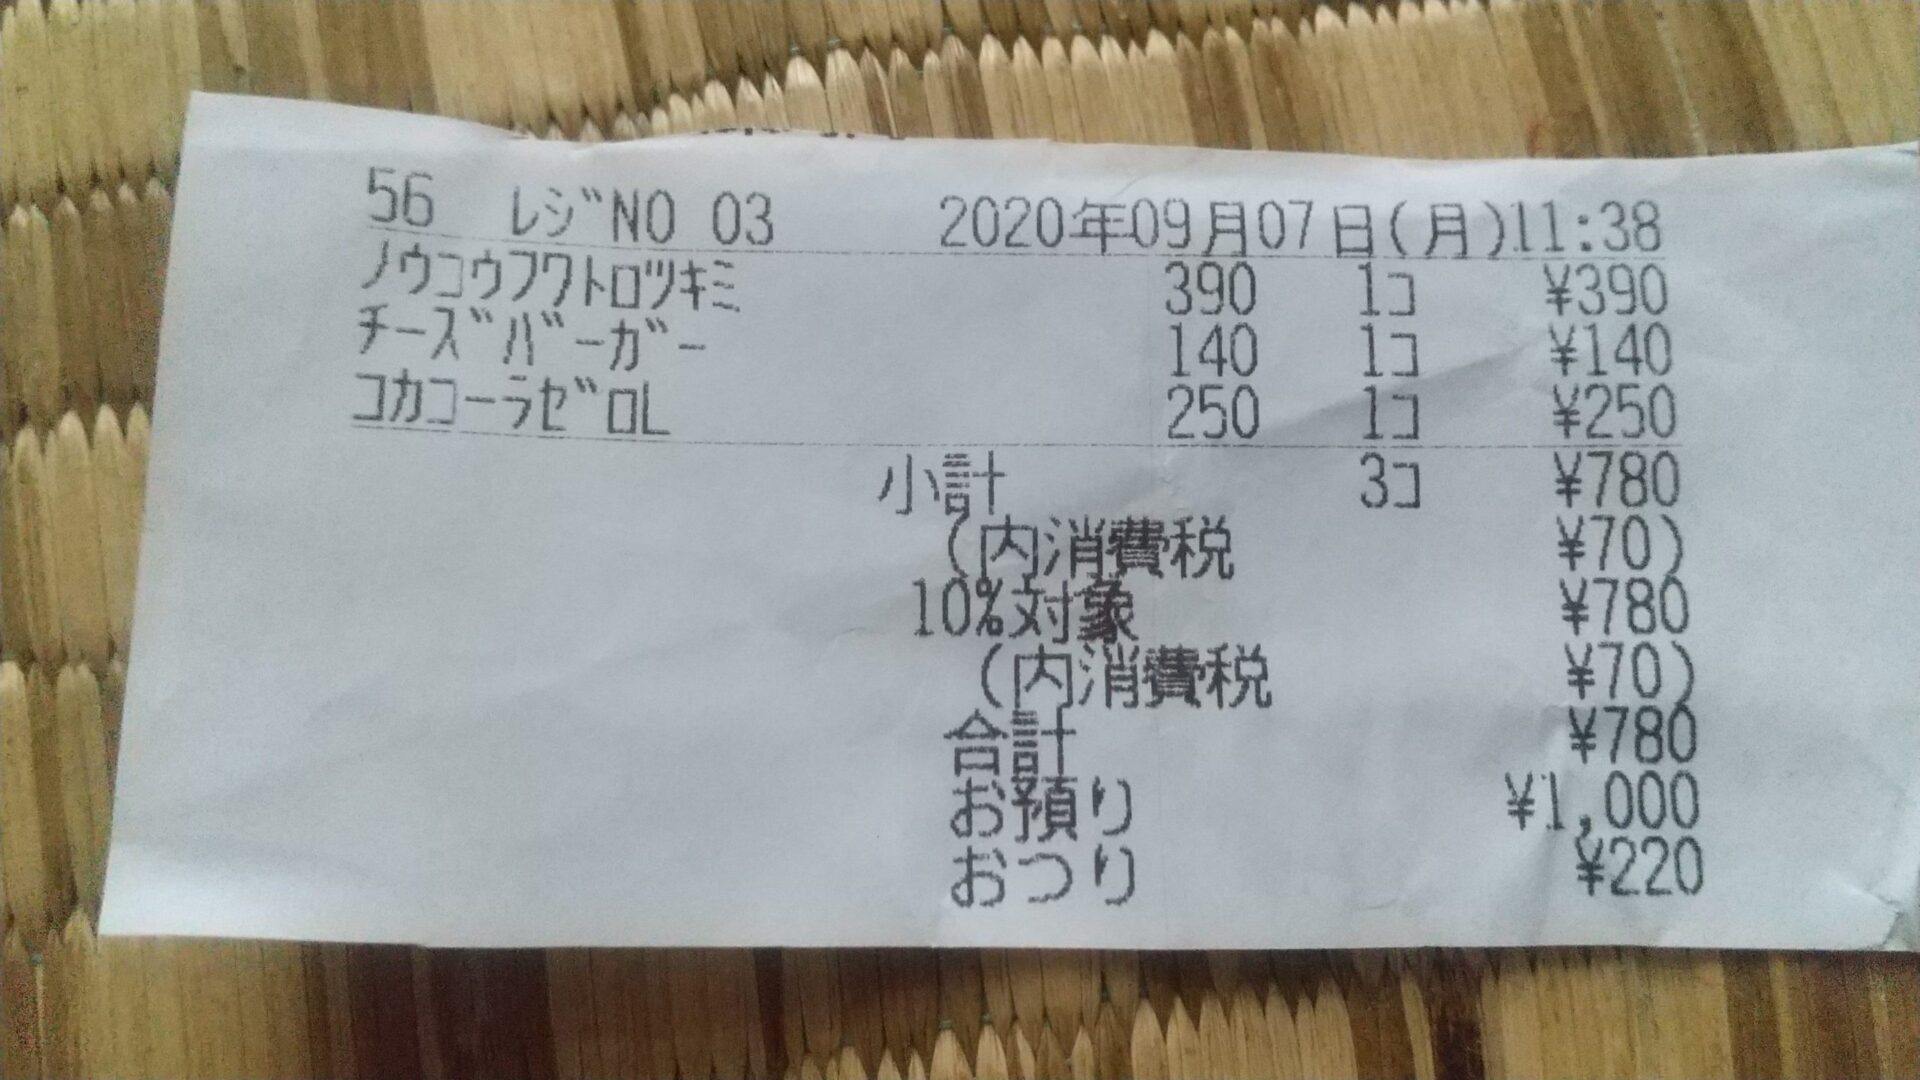 56 ﾚｼﾞNO 03 2020年09月07日(月)11:38
ﾉｳｺｳﾌﾜﾄﾛﾂｷﾐ 390 1ｺ ¥390
ﾁｰｽﾞﾊﾞｰｶﾞｰ 140 1ｺ ¥140
ｺｶｺｰﾗｾﾞﾛL 250 1ｺ ¥250
小計 3ｺ ¥780
(内消費税 ¥70)
10%対象 ¥780
(内消費税 ¥70)
合計 ¥780
お預り ¥1,000
おつり ¥220